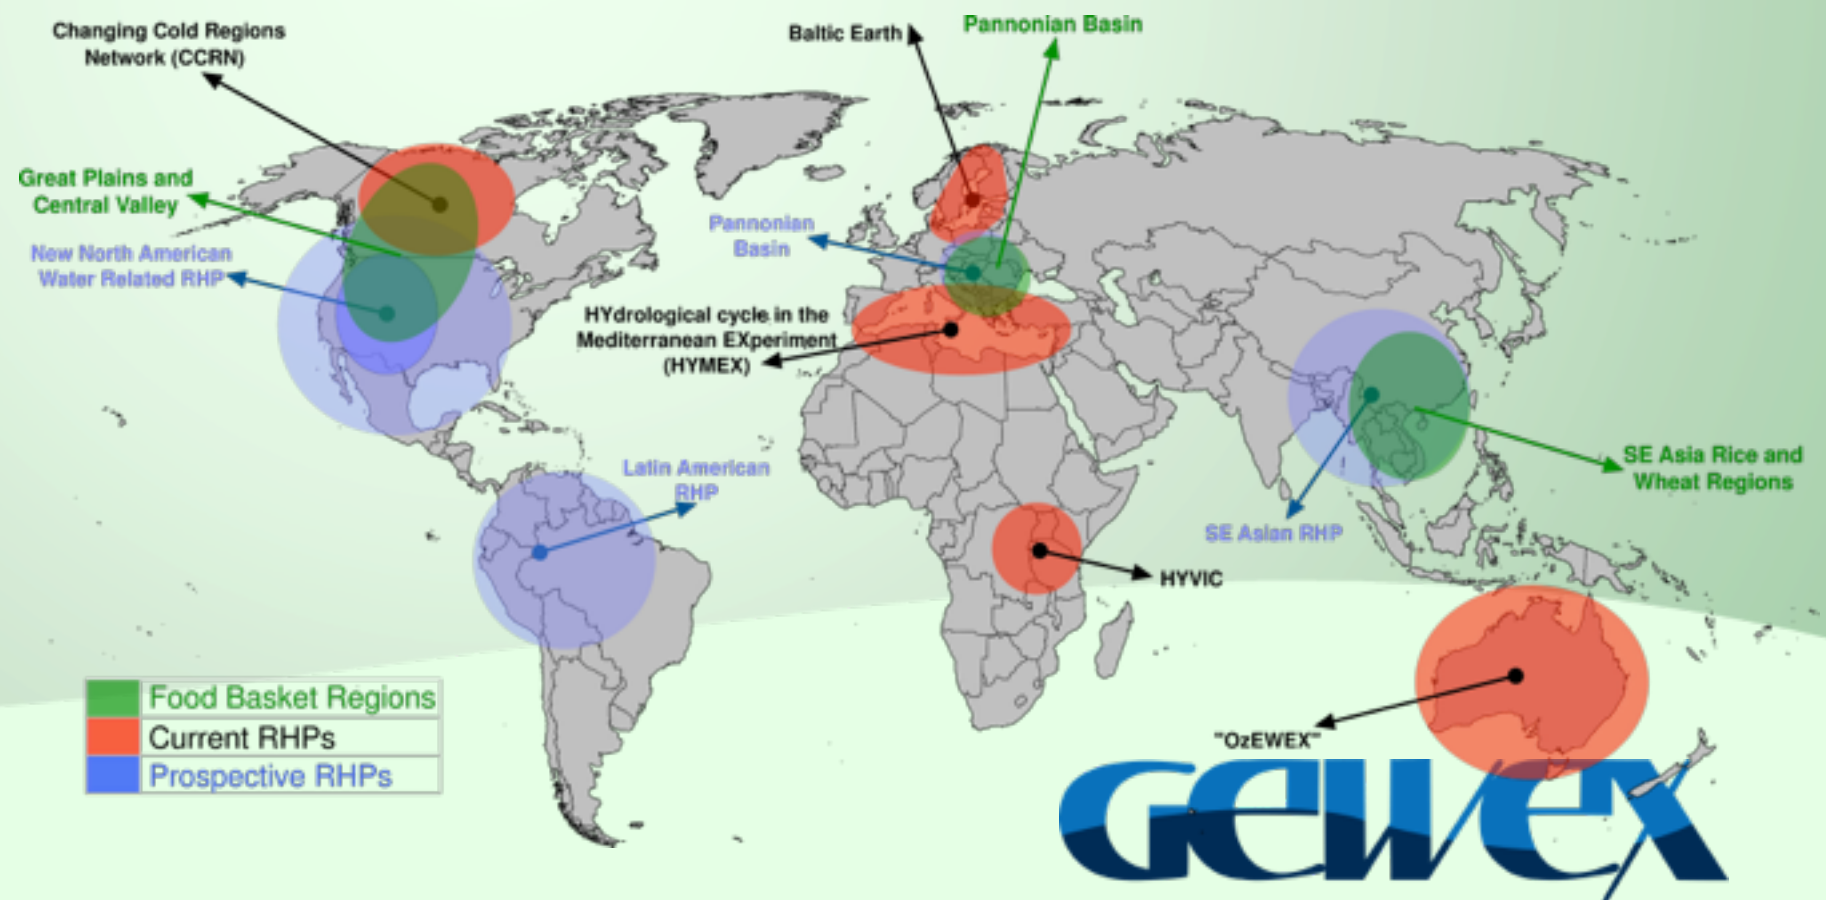 Changing Cold Regions
Network (CCRN)
Baltic Earth
Pannonian Basin
Great Plains and
Central Valley
New North American
Water Related RHP
Pannonian
Basin
HYdrological cycle in the
Mediterranean EXperiment
(HYMEX)
Latin American
RHP
SE Asia Rice and
Wheat Regions
SE Asian RHP
HYVIC
"OzEWEX"
Food Basket Regions
Current RHPs
Prospective RHPs
GEWEX